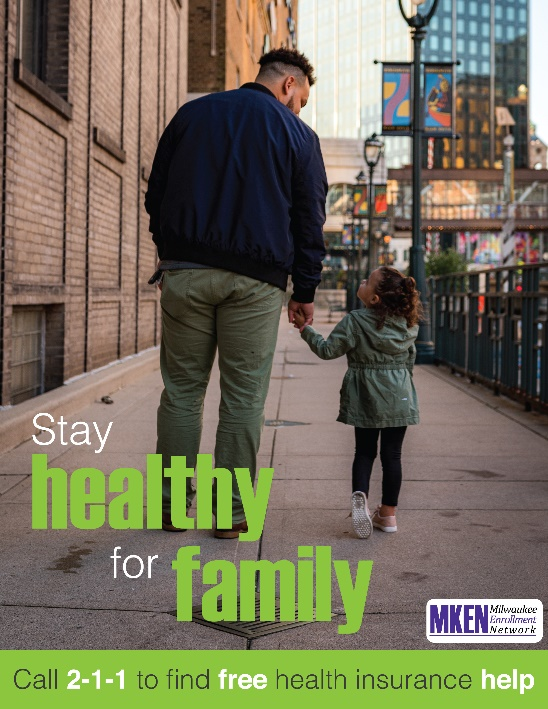 Stay
healthy
for family
MKEN Milwaukee
Enrollment
Network
Call 2-1-1 to find free health insurance help